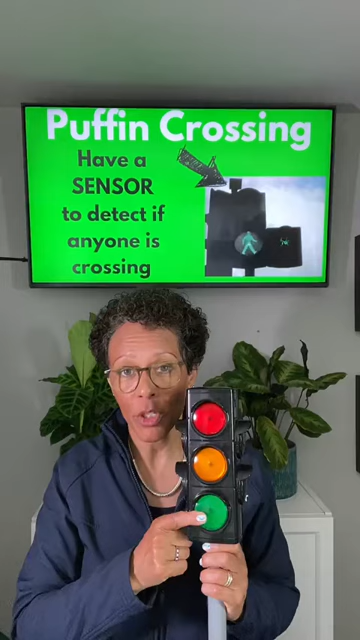 Puffin Crossing
Have a
SENSOR
to detect if
anyone is
crossing